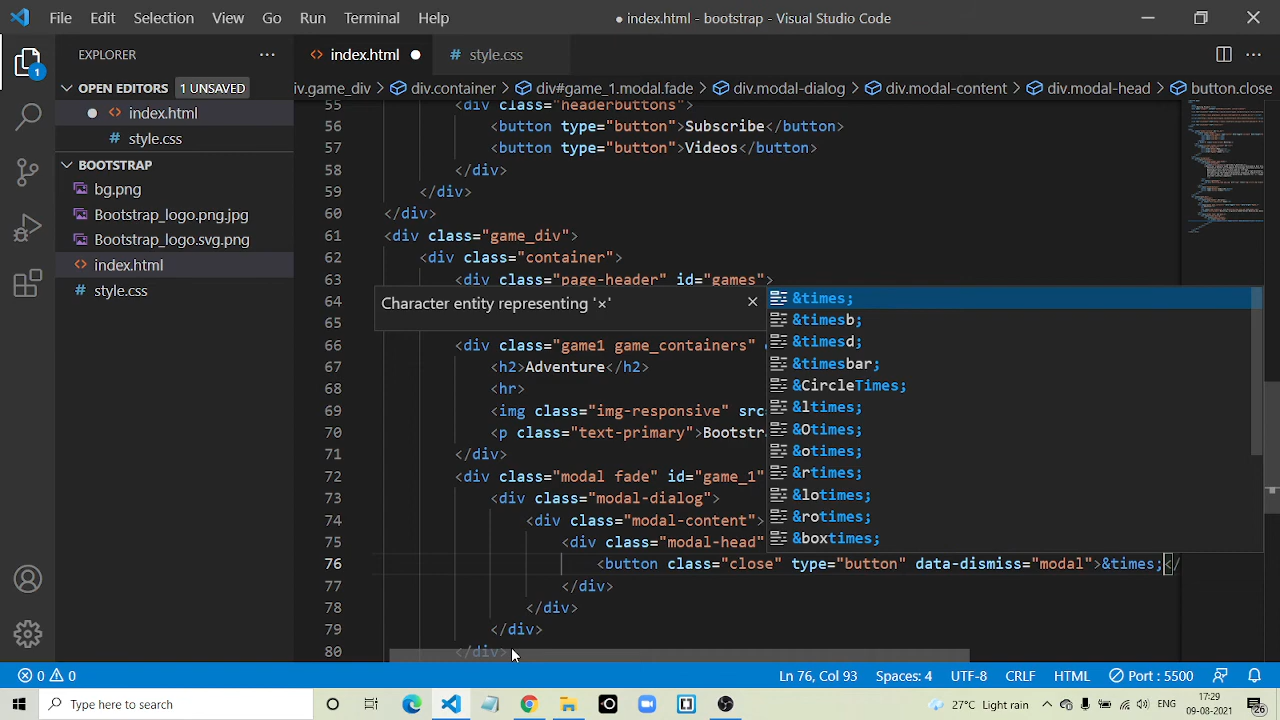 File Edit Selection View Go Run Terminal Help ● index.html - bootstrap - Visual Studio Code
EXPLORER ...
index.html ●
style.css
OPEN EDITORS 1 UNSAVED
iv.game_div > div.container > div#game_1.modal.fade > div.modal-dialog > div.modal-content > div.modal-head > button.close
● index.html
style.css
BOOTSTRAP
bg.png
Bootstrap_logo.png.jpg
Bootstrap_logo.svg.png
index.html
style.css
1
55 <div class="headerbuttons">
56 <button type="button">Subscribe</button>
57 <button type="button">Videos</button>
58 </div>
59 </div>
60 </div>
61 <div class="game_div">
62 <div class="container">
63 <div class="page-header" id="games">
64
65
66 <div class="game1 game_containers"
67 <h2>Adventure</h2>
68 <hr>
69 <img class="img-responsive" src
70 <p class="text-primary">Bootstr
71 </div>
72 <div class="modal fade" id="game_1"
73 <div class="modal-dialog">
74 <div class="modal-content">
75 <div class="modal-head"
76 <button class="close" type="button" data-dismiss="modal">&times;</
77 </div>
78 </div>
79 </div>
80 </div>
Character entity representing '×'
&times;
&timesb;
&timesd;
&timesbar;
&CircleTimes;
&ltimes;
&Otimes;
&otimes;
&rtimes;
&lotimes;
&rotimes;
&boxtimes;
0 0 Ln 76, Col 93 Spaces: 4 UTF-8 CRLF HTML Port : 5500
Type here to search
27°C Light rain
ENG
17:29
09-08-2021